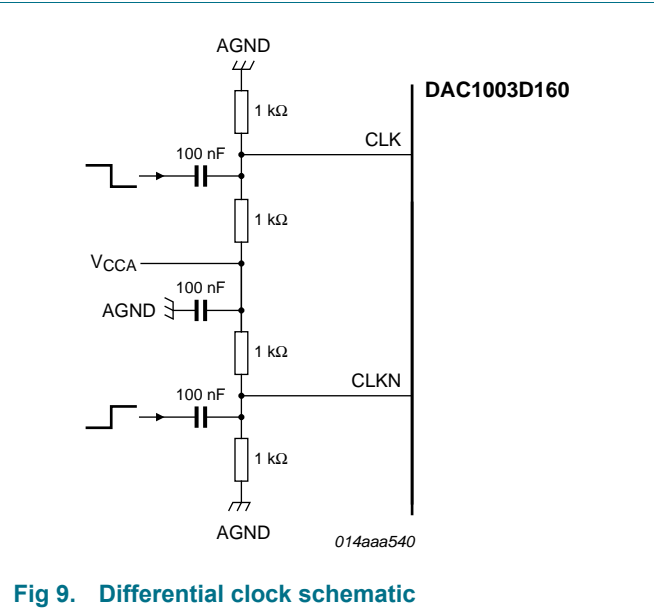 AGND
DAC1003D160
1 kΩ
CLK
100 nF
1 kΩ
VCCA
100 nF
AGND
1 kΩ
CLKN
100 nF
1 kΩ
AGND
014aaa540
Fig 9. Differential clock schematic